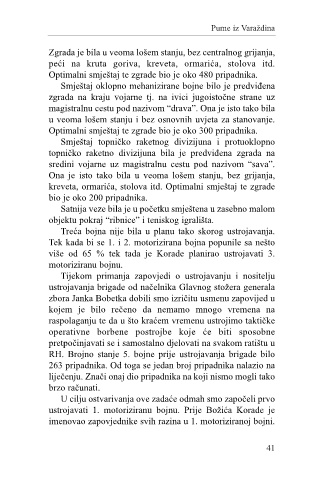 Pume iz Varaždina
Zgrada je bila u veoma lošem stanju, bez centralnog grijanja,
peći na kruta goriva, kreveta, ormarića, stolova itd.
Optimalni smještaj te zgrade bio je oko 480 pripadnika.
Smještaj oklopno mehanizirane bojne bilo je predviđena
zgrada na kraju vojarne tj. na ivici jugoistočne strane uz
magistralnu cestu pod nazivom “drava”. Ona je isto tako bila
u veoma lošem stanju i bez osnovnih uvjeta za stanovanje.
Optimalni smještaj te zgrade bio je oko 300 pripadnika.
Smještaj topničko raketnog divizijuna i protuoklopno
topničko raketno divizijuna bila je predviđena zgrada na
sredini vojarne uz magistralnu cestu pod nazivom “sava”.
Ona je isto tako bila u veoma lošem stanju, bez grijanja,
kreveta, ormarića, stolova itd. Optimalni smještaj te zgrade
bio je oko 200 pripadnika.
Satnija veze bila je u početku smještena u zasebno malom
objektu pokraj “ribnice” i teniskog igrališta.
Treća bojna nije bila u planu tako skorog ustrojavanja.
Tek kada bi se 1. i 2. motorizirana bojna popunile sa nešto
više od 65 % tek tada je Korade planirao ustrojavati 3.
motoriziranu bojnu.
Tijekom primanja zapovjedi o ustrojavanju i nositelju
ustrojavanja brigade od načelnika Glavnog stožera generala
zbora Janka Bobetka dobili smo izričitu usmenu zapovijed u
kojem je bilo rečeno da nemamo mnogo vremena na
raspolaganju te da u što kraćem vremenu ustrojimo taktičke
operativne borbene postrojbe koje će biti sposobne
pretpočinjavati se i samostalno djelovati na svakom ratištu u
RH. Brojno stanje 5. bojne prije ustrojavanja brigade bilo
263 pripadnika. Od toga se jedan broj pripadnika nalazio na
liječenju. Znači onaj dio pripadnika na koji nismo mogli tako
brzo računati.
U cilju ostvarivanja ove zadaće odmah smo započeli prvo
ustrojavati 1. motoriziranu bojnu. Prije Božića Korade je
imenovao zapovjednike svih razina u 1. motoriziranoj bojni.
41